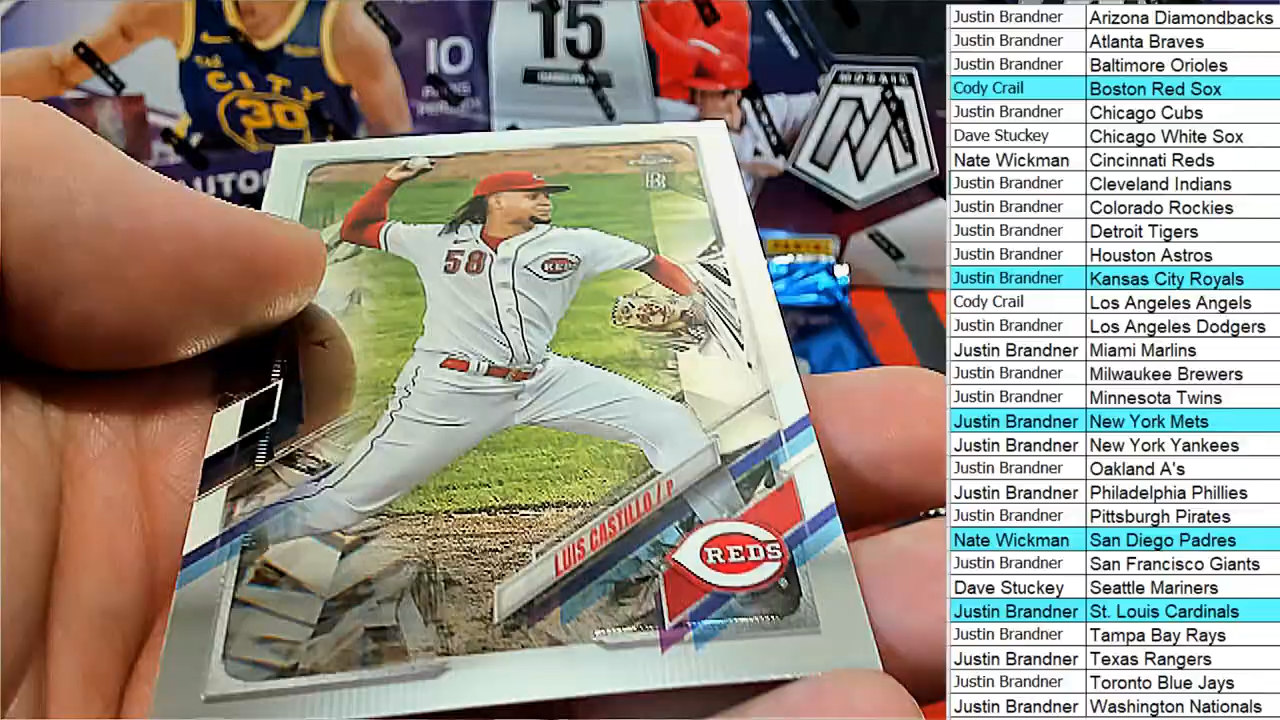 THE
CITY
30
10
15
AUTO
MOSAIC
PANINI
Chrome
58
REDS
LUIS CASTILLO | P
REDS
Justin Brandner Arizona Diamondbacks
Justin Brandner Atlanta Braves
Justin Brandner Baltimore Orioles
Cody Crail Boston Red Sox
Justin Brandner Chicago Cubs
Dave Stuckey Chicago White Sox
Nate Wickman Cincinnati Reds
Justin Brandner Cleveland Indians
Justin Brandner Colorado Rockies
Justin Brandner Detroit Tigers
Justin Brandner Houston Astros
Justin Brandner Kansas City Royals
Cody Crail Los Angeles Angels
Justin Brandner Los Angeles Dodgers
Justin Brandner Miami Marlins
Justin Brandner Milwaukee Brewers
Justin Brandner Minnesota Twins
Justin Brandner New York Mets
Justin Brandner New York Yankees
Justin Brandner Oakland A's
Justin Brandner Philadelphia Phillies
Justin Brandner Pittsburgh Pirates
Nate Wickman San Diego Padres
Justin Brandner San Francisco Giants
Dave Stuckey Seattle Mariners
Justin Brandner St. Louis Cardinals
Justin Brandner Tampa Bay Rays
Justin Brandner Texas Rangers
Justin Brandner Toronto Blue Jays
Justin Brandner Washington Nationals